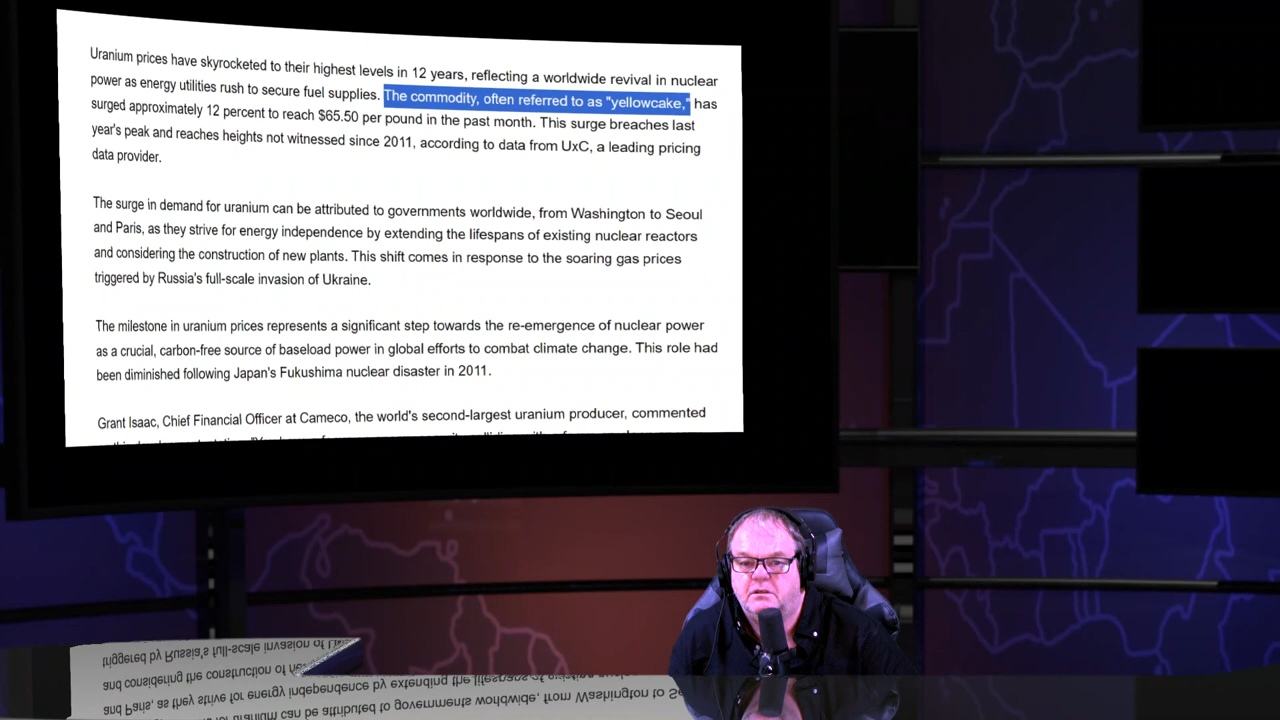 Uranium prices have skyrocketed to their highest levels in 12 years, reflecting a worldwide revival in nuclear
power as energy utilities rush to secure fuel supplies. The commodity, often referred to as "yellowcake," has
surged approximately 12 percent to reach $65.50 per pound in the past month. This surge breaches last
year's peak and reaches heights not witnessed since 2011, according to data from UxC, a leading pricing
data provider.
The surge in demand for uranium can be attributed to governments worldwide, from Washington to Seoul
and Paris, as they strive for energy independence by extending the lifespans of existing nuclear reactors
and considering the construction of new plants. This shift comes in response to the soaring gas prices
triggered by Russia's full-scale invasion of Ukraine.
The milestone in uranium prices represents a significant step towards the re-emergence of nuclear power
as a crucial, carbon-free source of baseload power in global efforts to combat climate change. This role had
been diminished following Japan's Fukushima nuclear disaster in 2011.
Grant Isaac, Chief Financial Officer at Cameco, the world's second-largest uranium producer, commented